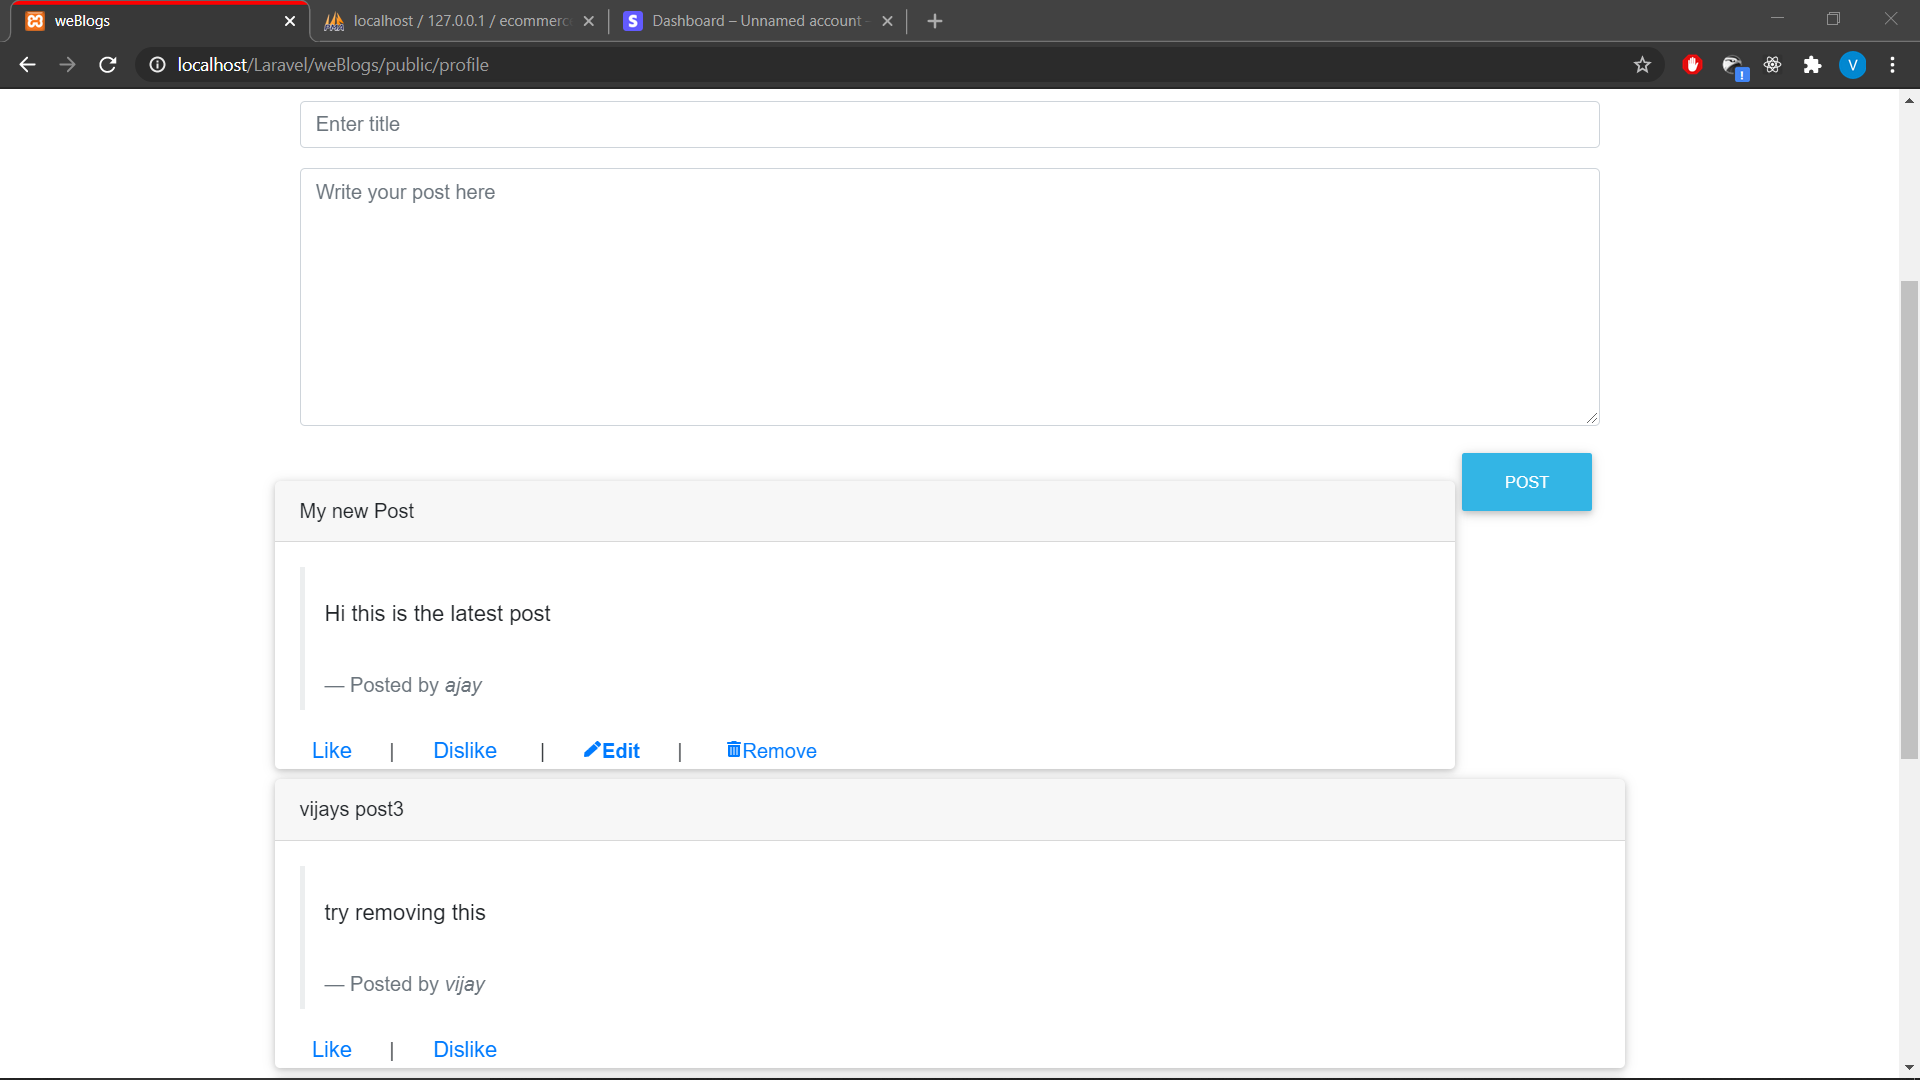 weBlogs
localhost / 127.0.0.1 / ecommerc
Dashboard – Unnamed account
localhost/Laravel/weBlogs/public/profile
V
Enter title
Write your post here
POST
My new Post
Hi this is the latest post
— Posted by ajay
Like | Dislike | Edit | Remove
vijays post3
try removing this
— Posted by vijay
Like | Dislike